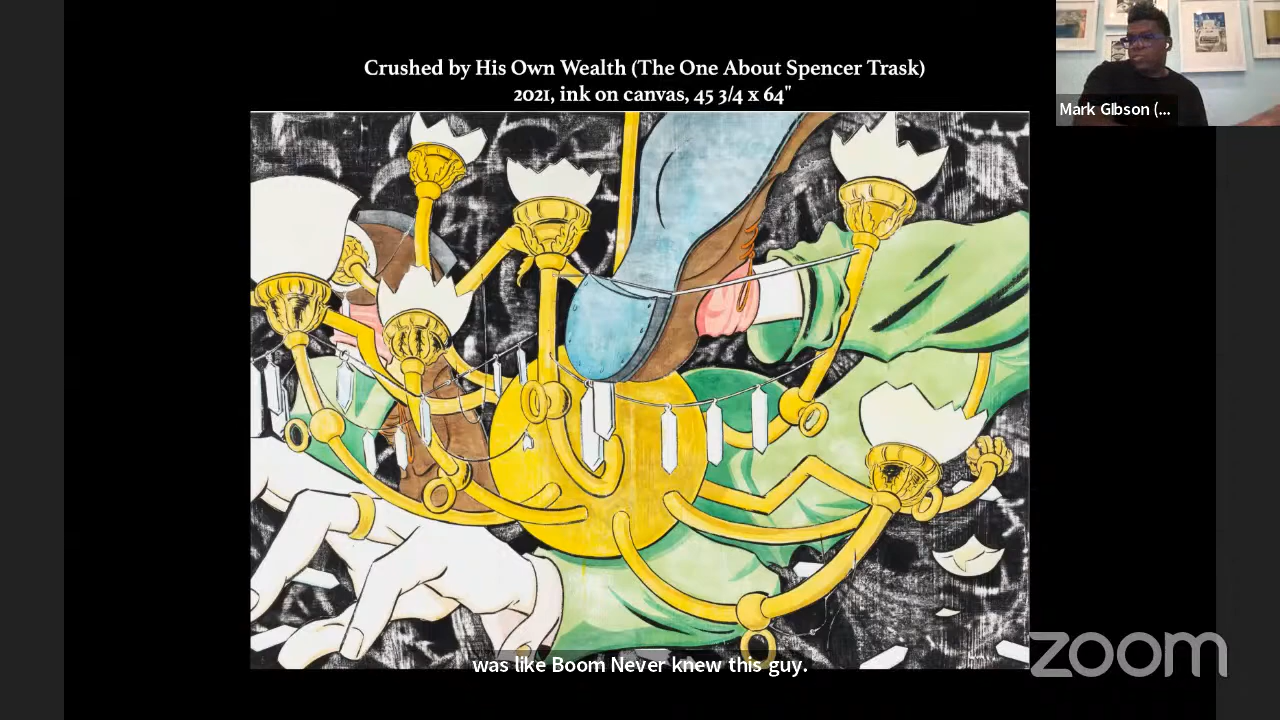 Crushed by His Own Wealth (The One About Spencer Trask)
2021, ink on canvas, 45 3/4 x 64"
Mark GIbson (...
was like Boom Never knew this guy.
zoom